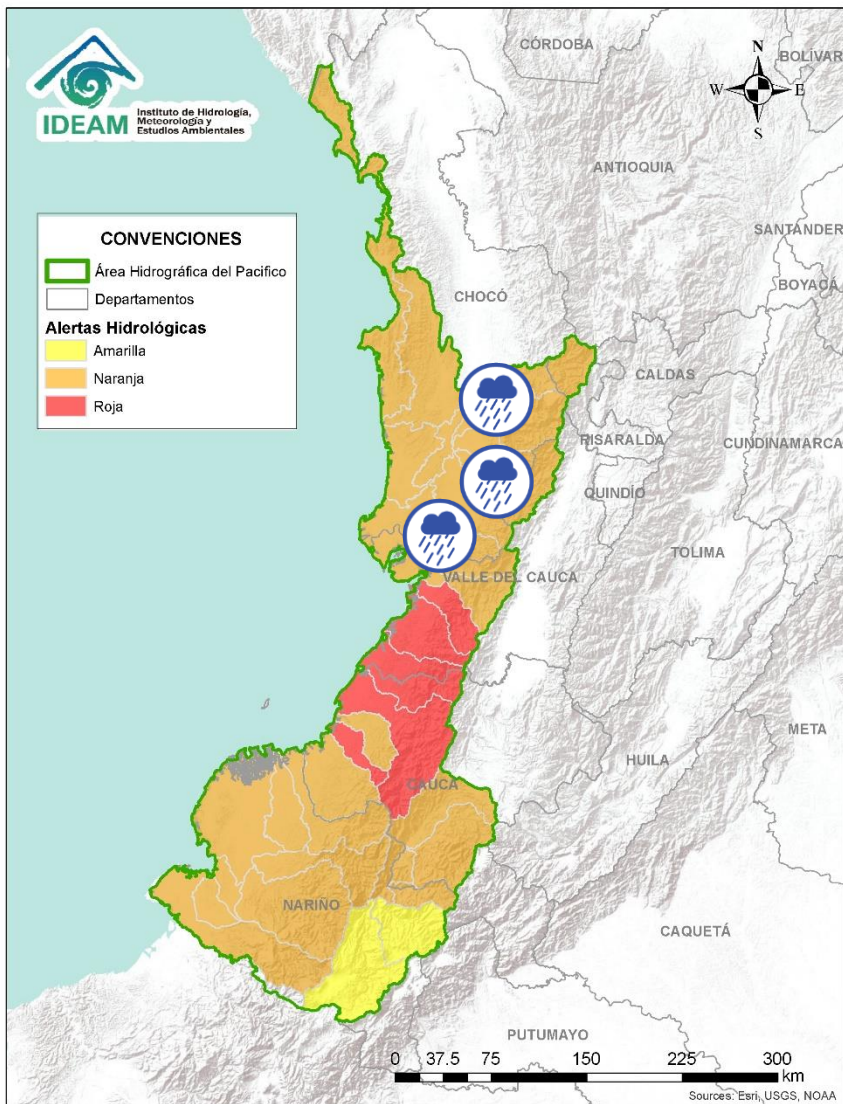 IDEAM
Instituto de Hidrología,
Meteorología y
Estudios Ambientales
CÓRDOBA
BOLÍVAR
N
W
E
S
ANTIOQUIA
SANTANDER
BOYACÁ
CONVENCIONES
Área Hidrográfica del Pacifico
Departamentos
Alertas Hidrológicas
Amarilla
Naranja
Roja
CHOCÓ
CALDAS
RISARALDA
CUNDINAMARCA
QUINDÍO
TOLIMA
VALLE DEL CAUCA
META
HUILA
CAUCA
NARIÑO
CAQUETÁ
PUTUMAYO
0 37.5 75 150 225 300
km
Sources: Esri, USGS, NOAA